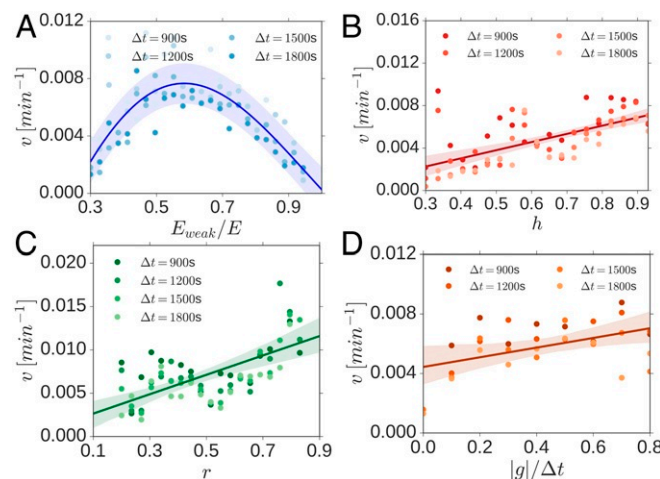 A
0.016
Δt = 900s
Δt = 1500s
Δt = 1200s
Δt = 1800s
0.012
0.008
0.004
0.000
v [min⁻¹]
0.3 0.5 0.7 0.9
E_weak/E
B
0.016
Δt = 900s
Δt = 1500s
Δt = 1200s
Δt = 1800s
0.012
0.008
0.004
0.000
v [min⁻¹]
0.3 0.4 0.5 0.6 0.7 0.8 0.9
h
C
0.020
Δt = 900s
Δt = 1200s
Δt = 1500s
Δt = 1800s
0.015
0.010
0.005
0.000
v [min⁻¹]
0.1 0.3 0.5 0.7 0.9
r
D
0.012
Δt = 900s
Δt = 1500s
Δt = 1200s
Δt = 1800s
0.008
0.004
0.000
v [min⁻¹]
0.0 0.2 0.4 0.6 0.8
|g|/Δt